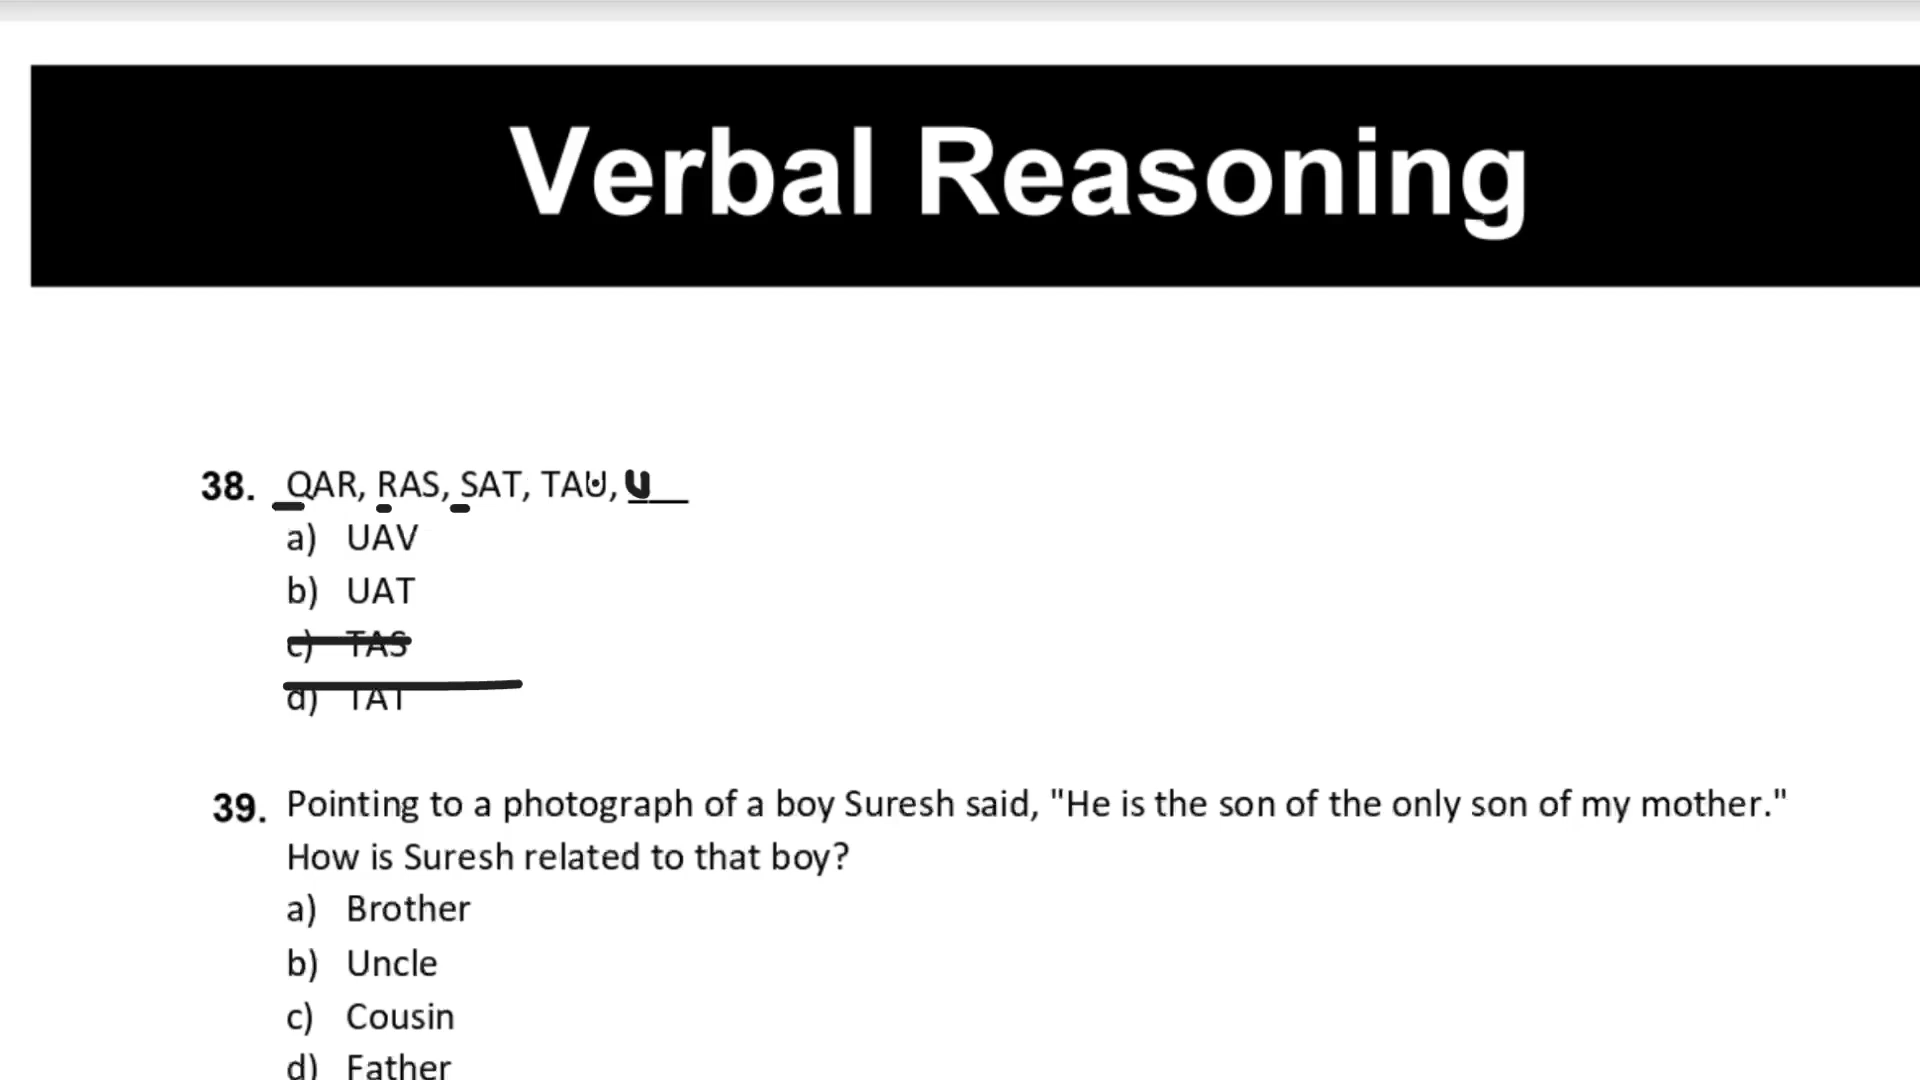 Verbal Reasoning
38. QAR, RAS, SAT, TAU, U__
a) UAV
b) UAT
c) TAS
d) TAT
39. Pointing to a photograph of a boy Suresh said, "He is the son of the only son of my mother."
How is Suresh related to that boy?
a) Brother
b) Uncle
c) Cousin
d) Father